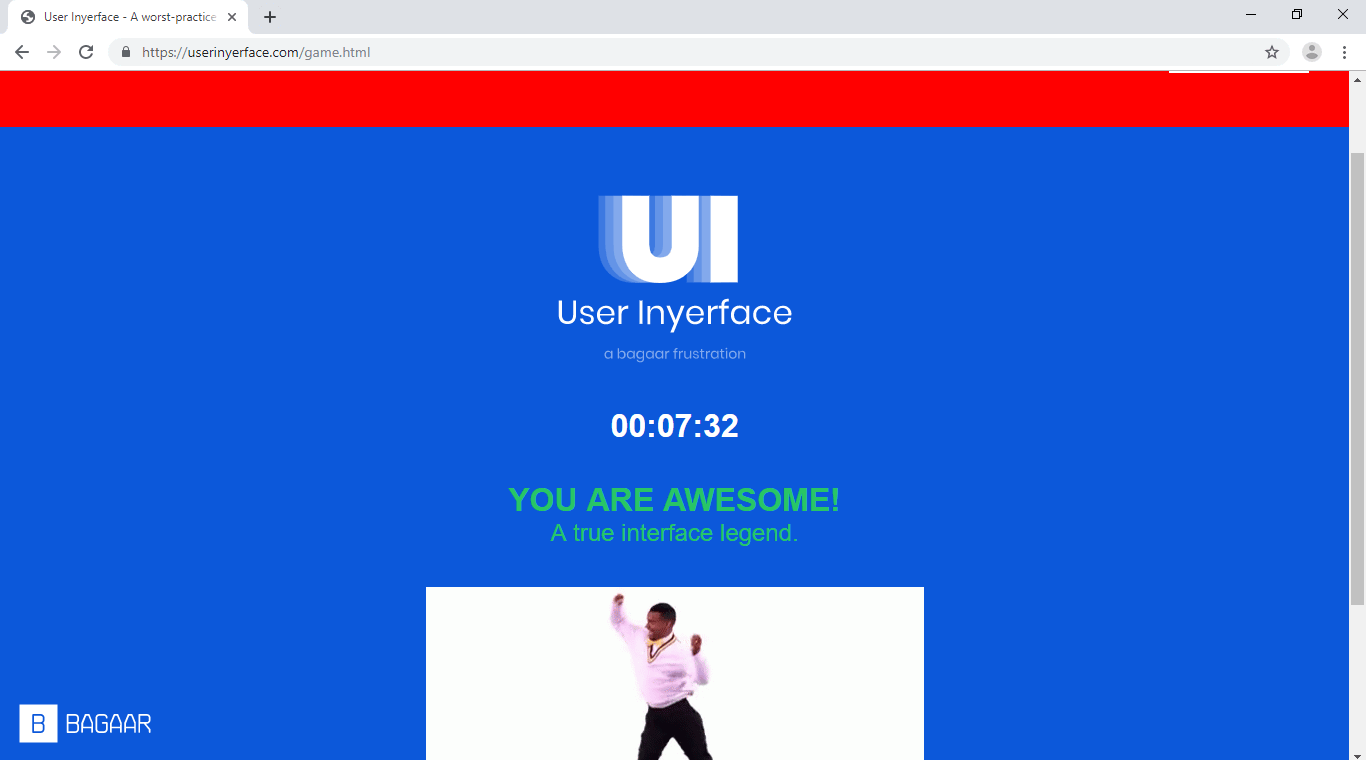 User Inyerface - A worst-practice
https://userinyerface.com/game.html
UI
User Inyerface
a bagaar frustration
00:07:32
YOU ARE AWESOME!
A true interface legend.
B BAGAAR